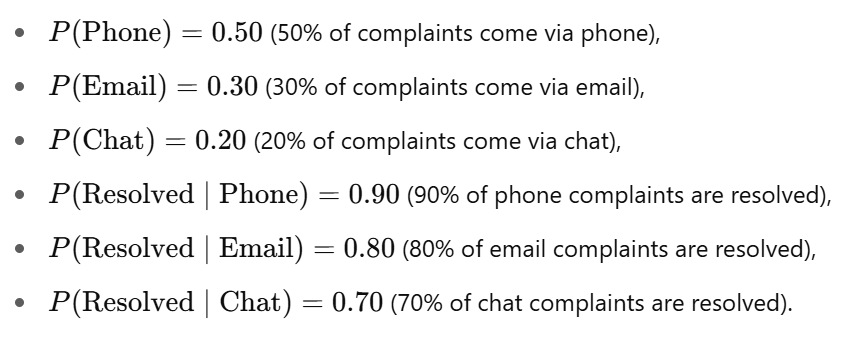 • P(Phone) = 0.50 (50% of complaints come via phone),
• P(Email) = 0.30 (30% of complaints come via email),
• P(Chat) = 0.20 (20% of complaints come via chat),
• P(Resolved | Phone) = 0.90 (90% of phone complaints are resolved),
• P(Resolved | Email) = 0.80 (80% of email complaints are resolved),
• P(Resolved | Chat) = 0.70 (70% of chat complaints are resolved).